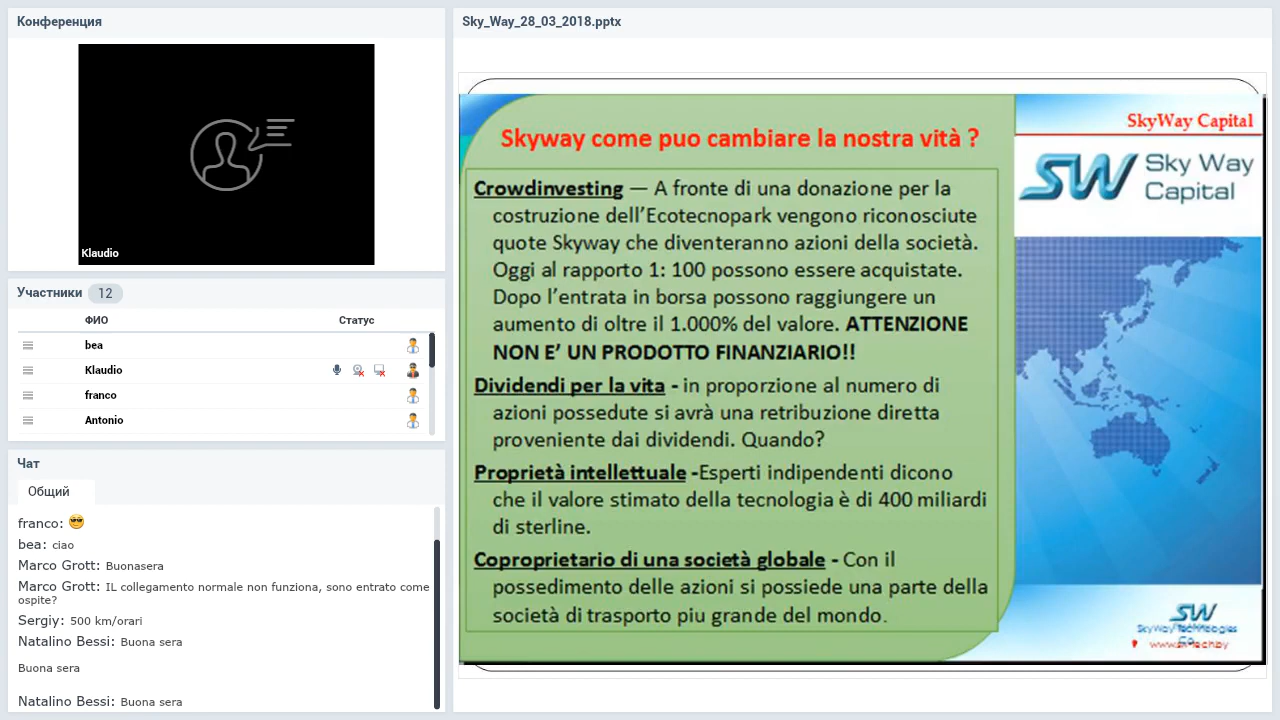 Конференция
Klaudio
Участники 12
ФИО Статус
bea
Klaudio
franco
Antonio
Чат
Общий
franco:
bea: ciao
Marco Grott: Buonasera
Marco Grott: IL collegamento normale non funziona, sono entrato come
ospite?
Sergiy: 500 km/orari
Natalino Bessi: Buona sera
Buona sera
Natalino Bessi: Buona sera
Sky_Way_28_03_2018.pptx
Skyway come puo cambiare la nostra vità ?
Crowdinvesting — A fronte di una donazione per la
costruzione dell’Ecotecnopark vengono riconosciute
quote Skyway che diventeranno azioni della società.
Oggi al rapporto 1: 100 possono essere acquistate.
Dopo l’entrata in borsa possono raggiungere un
aumento di oltre il 1.000% del valore. ATTENZIONE
NON E’ UN PRODOTTO FINANZIARIO!!
Dividendi per la vita - in proporzione al numero di
azioni possedute si avrà una retribuzione diretta
proveniente dai dividendi. Quando?
Proprietà intellettuale -Esperti indipendenti dicono
che il valore stimato della tecnologia è di 400 miliardi
di sterline.
Coproprietario di una società globale - Con il
possedimento delle azioni si possiede una parte della
società di trasporto piu grande del mondo.
SkyWay Capital
SW Sky Way
Capital
SW
SkyWay Technologies